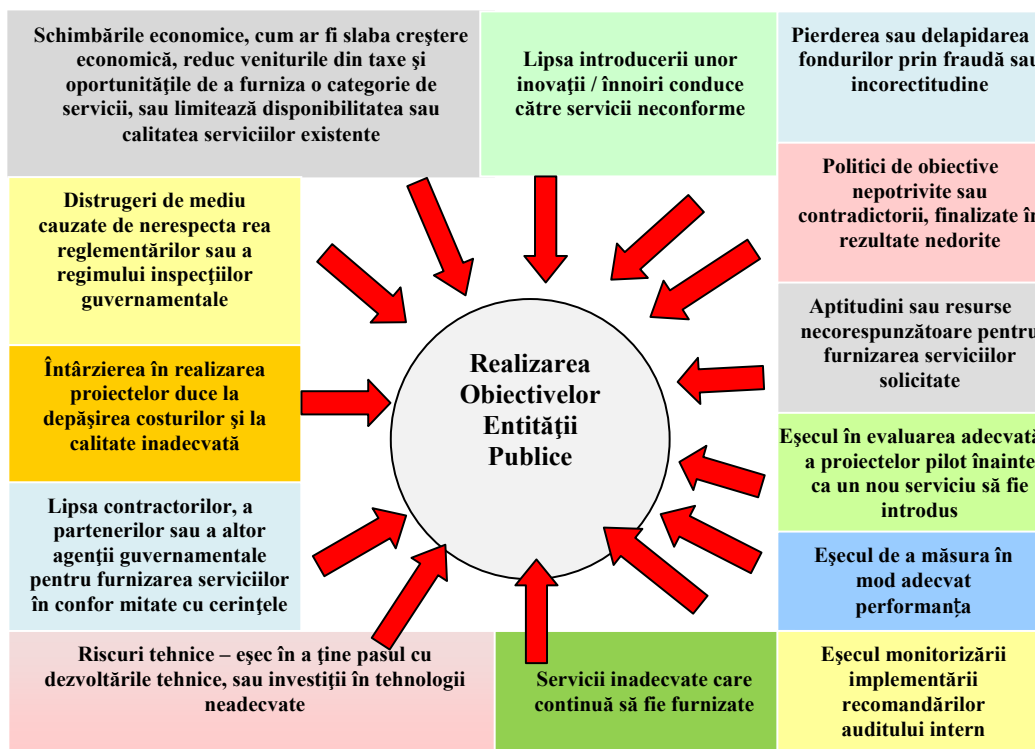 Schimbările economice, cum ar fi slaba creştere
economică, reduc veniturile din taxe şi
oportunităţile de a furniza o categorie de
servicii, sau limitează disponibilitatea sau
calitatea serviciilor existente
Lipsa introducerii unor
inovaţii / înnoiri conduce
către servicii neconforme
Pierderea sau delapidarea
fondurilor prin fraudă sau
incorectitudine
Distrugeri de mediu
cauzate de nerespecta rea
reglementărilor sau a
regimului inspecţiilor
guvernamentale
Politici de obiective
nepotrivite sau
contradictorii, finalizate în
rezultate nedorite
Întârzierea în realizarea
proiectelor duce la
depăşirea costurilor şi la
calitate inadecvată
Realizarea
Obiectivelor
Entităţii
Publice
Aptitudini sau resurse
necorespunzătoare pentru
furnizarea serviciilor
solicitate
Eşecul în evaluarea adecvată
a proiectelor pilot înainte
ca un nou serviciu să fie
introdus
Lipsa contractorilor, a
partenerilor sau a altor
agenţii guvernamentale
pentru furnizarea serviciilor
în confor mitate cu cerinţele
Eşecul de a măsura în
mod adecvat
performanța
Riscuri tehnice – eşec în a ţine pasul cu
dezvoltările tehnice, sau investiţii în tehnologii
neadecvate
Servicii inadecvate care
continuă să fie furnizate
Eşecul monitorizării
implementării
recomandărilor
auditului intern